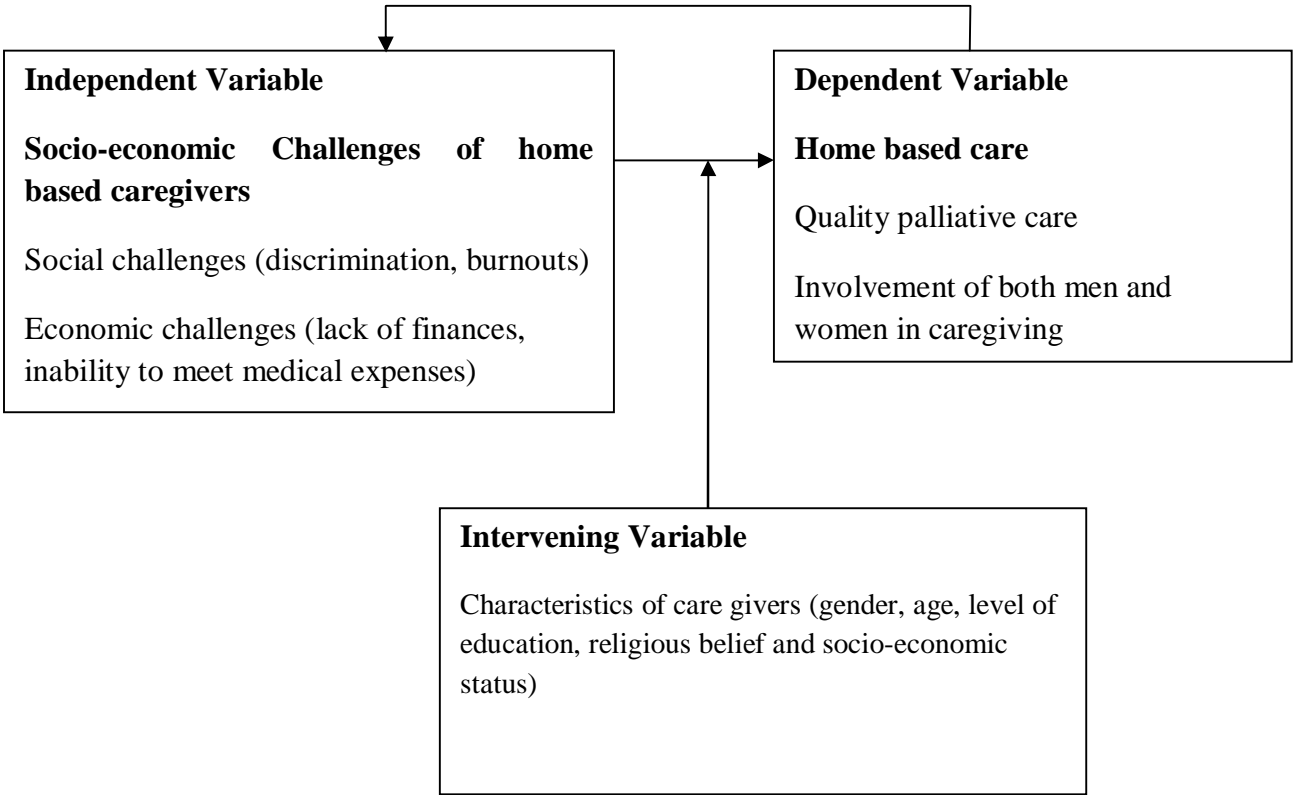 Independent Variable
Socio-economic Challenges of home
based caregivers
Social challenges (discrimination, burnouts)
Economic challenges (lack of finances,
inability to meet medical expenses)
Dependent Variable
Home based care
Quality palliative care
Involvement of both men and
women in caregiving
Intervening Variable
Characteristics of care givers (gender, age, level of
education, religious belief and socio-economic
status)